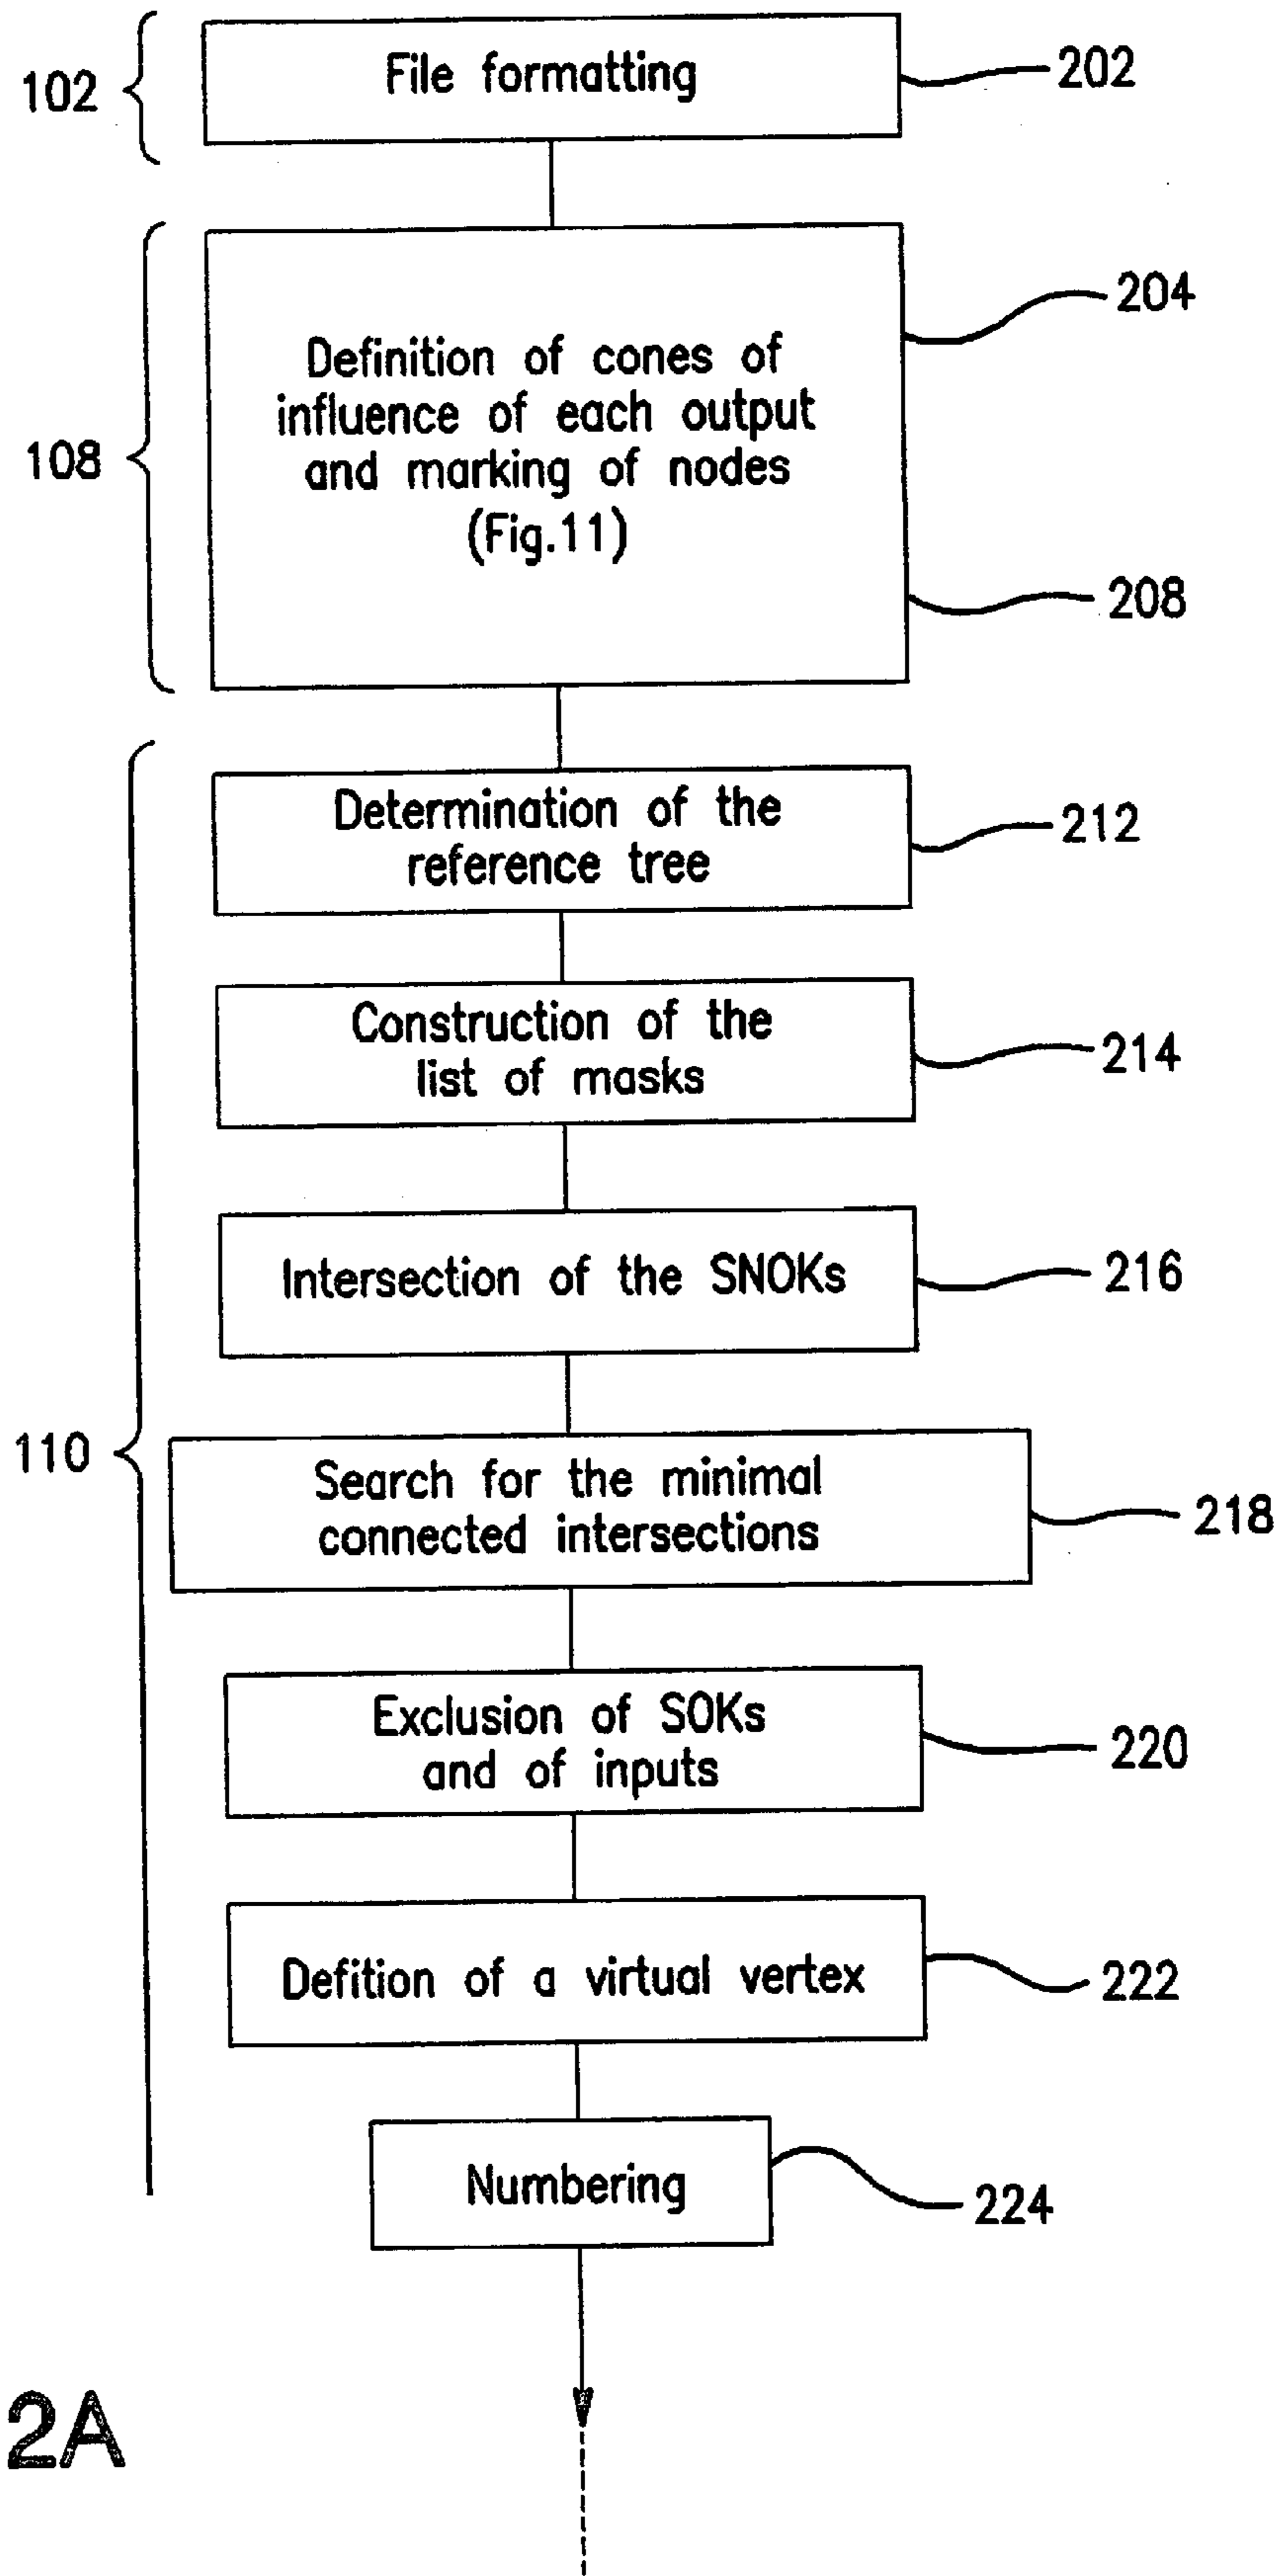 102
File formatting
202
108
Definition of cones of
influence of each output
and marking of nodes
(Fig.11)
204
208
110
Determination of the
reference tree
212
Construction of the
list of masks
214
Intersection of the SNOKs
216
Search for the minimal
connected intersections
218
Exclusion of SOKs
and of inputs
220
Defition of a virtual vertex
222
Numbering
224
2A